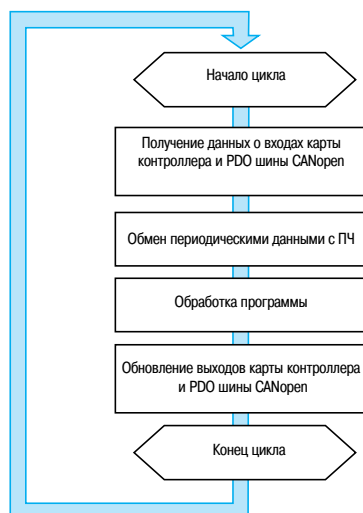 Начало цикла
Получение данных о входах карты
контроллера и PDO шины CANopen
Обмен периодическими данными с ПЧ
Обработка программы
Обновление выходов карты контроллера
и PDO шины CANopen
Конец цикла